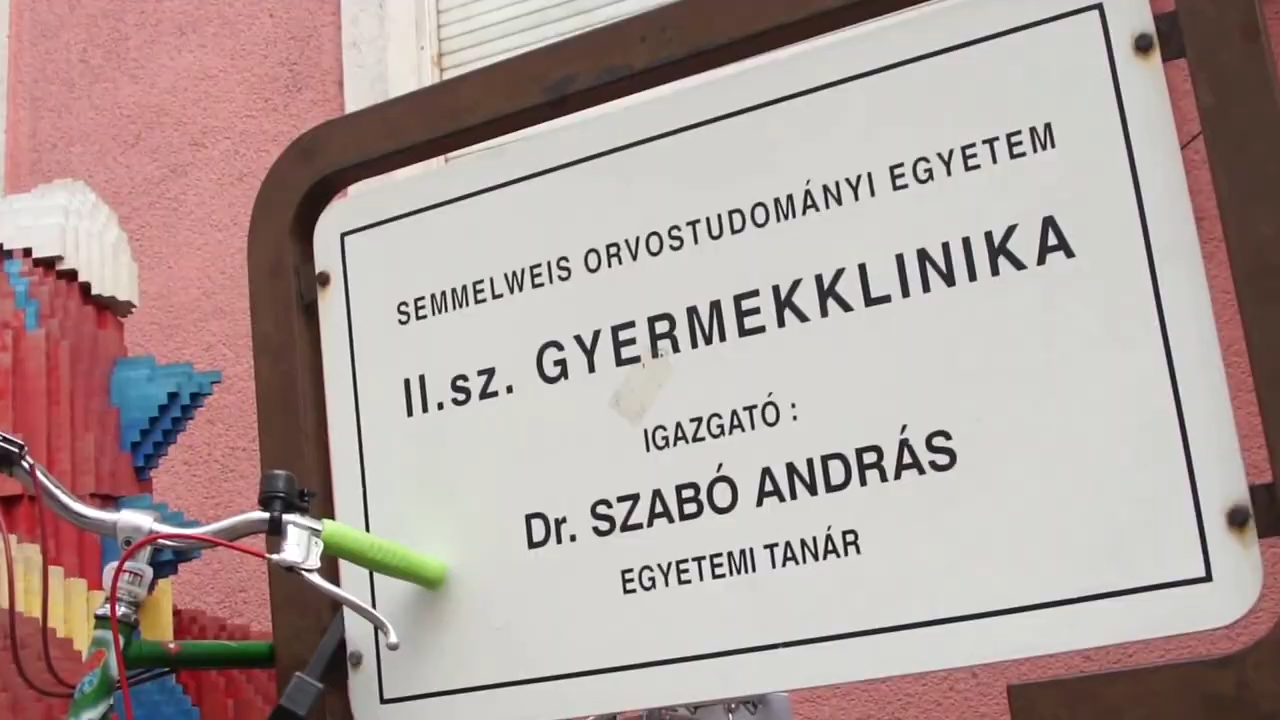 SEMMELWEIS ORVOSTUDOMÁNYI EGYETEM
II.sz. GYERMEKKLINIKA
IGAZGATÓ :
Dr. SZABÓ ANDRÁS
EGYETEMI TANÁR